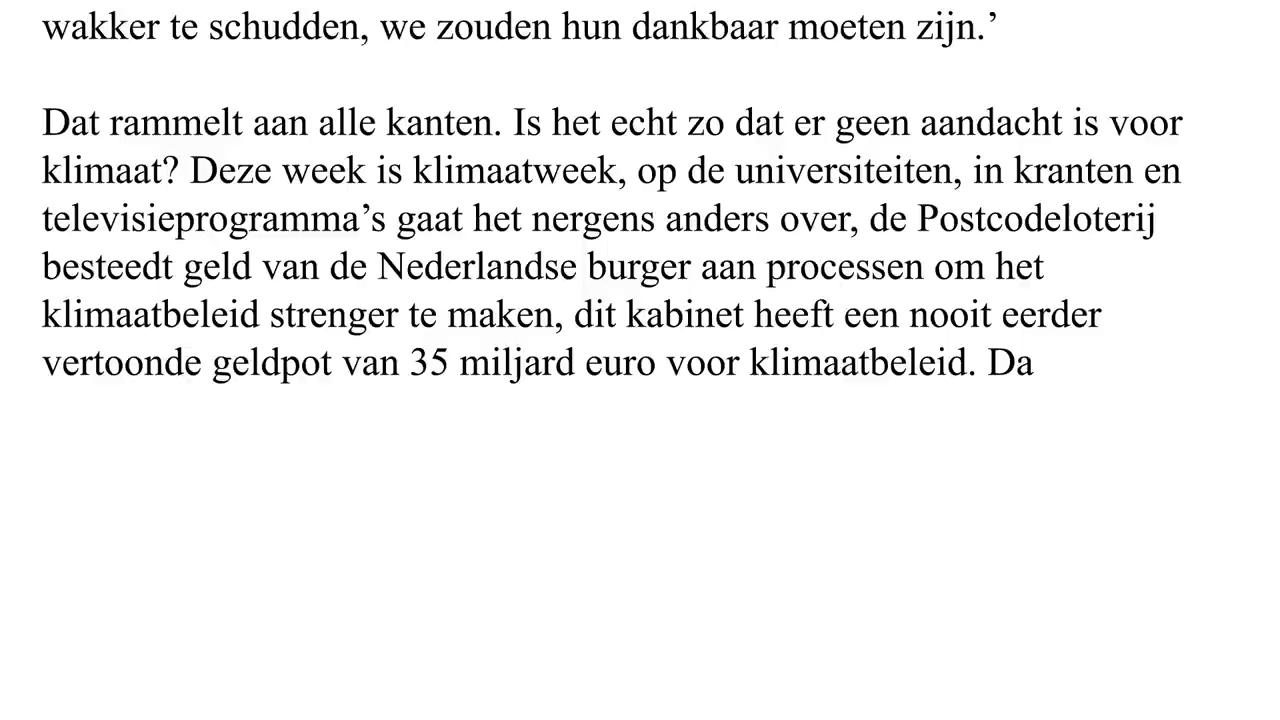 wakker te schudden, we zouden hun dankbaar moeten zijn.’
Dat rammelt aan alle kanten. Is het echt zo dat er geen aandacht is voor
klimaat? Deze week is klimaatweek, op de universiteiten, in kranten en
televisieprogramma’s gaat het nergens anders over, de Postcodeloterij
besteedt geld van de Nederlandse burger aan processen om het
klimaatbeleid strenger te maken, dit kabinet heeft een nooit eerder
vertoonde geldpot van 35 miljard euro voor klimaatbeleid. Da